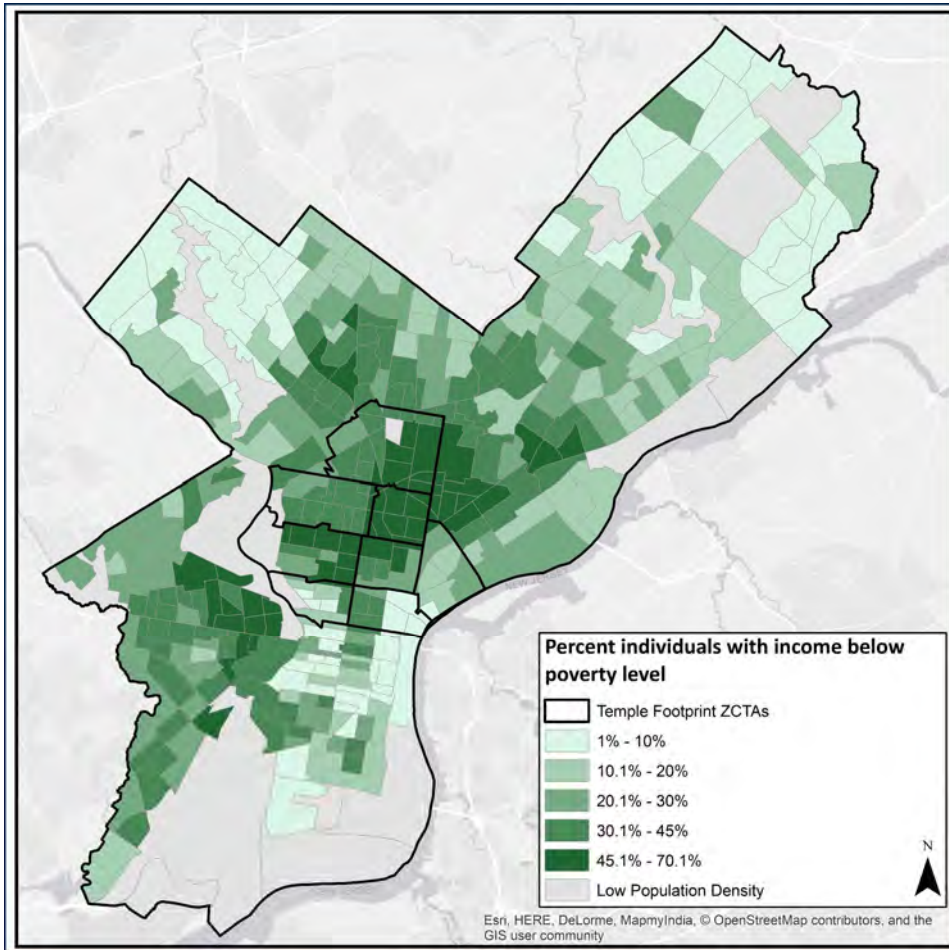 NEW JERSEY
Percent individuals with income below
poverty level
Temple Footprint ZCTAs
1% - 10%
10.1% - 20%
20.1% - 30%
30.1% - 45%
45.1% - 70.1%
Low Population Density
N
Esri, HERE, DeLorme, MapmyIndia, © OpenStreetMap contributors, and the
GIS user community